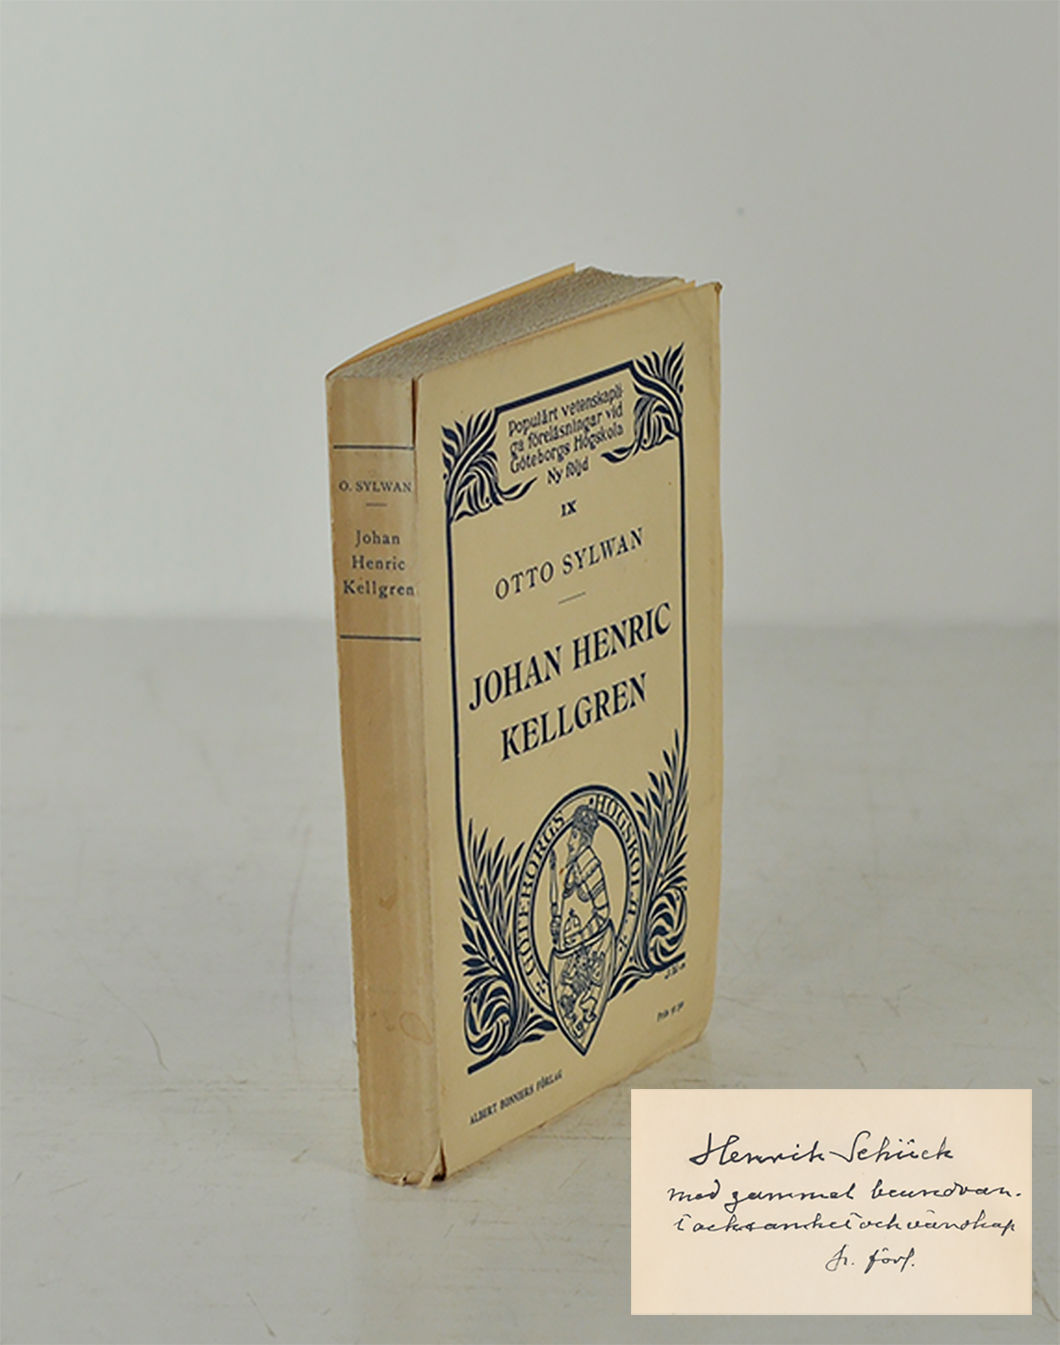 O. SYLWAN
Johan
Henric
Kellgren
Populärt vetenskapli-
ga föreläsningar vid
Göteborgs Högskola
Ny följd
IX
OTTO SYLWAN
JOHAN HENRIC
KELLGREN
GÖTEBORGS HÖGSKOLA
ALBERT BONNIERS FÖRLAG
Henrik Schück
med gammal beundran.
tacksamhet och vänskap
fr. förf.